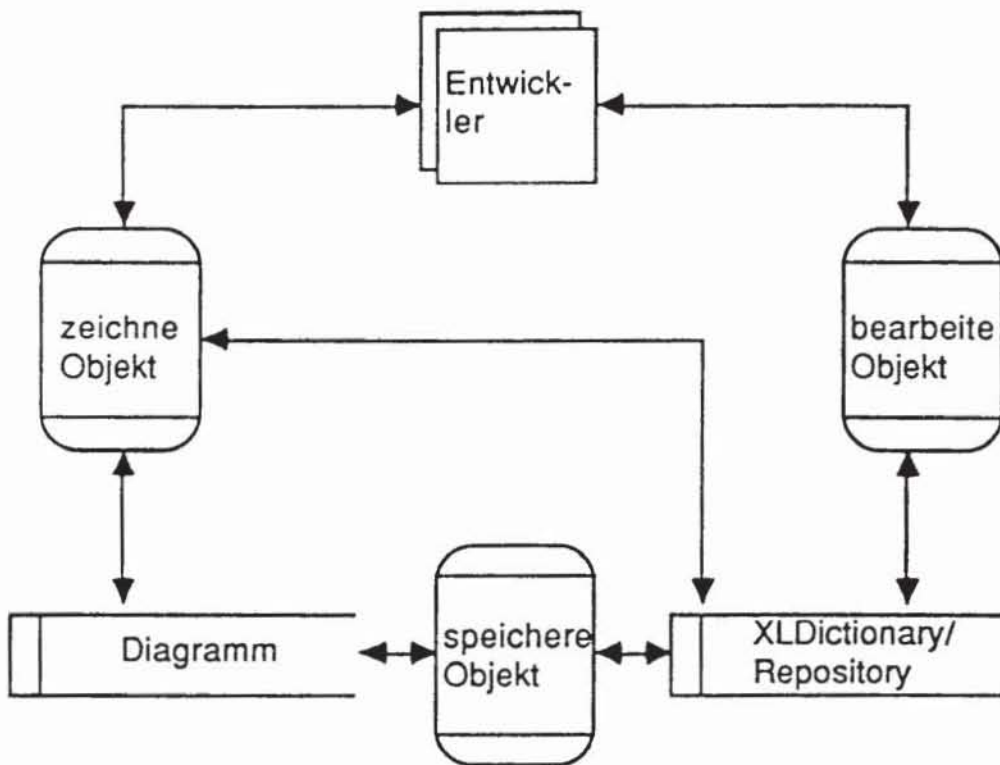 Entwick-
ler
zeichne
Objekt
bearbeite
Objekt
Diagramm
speichere
Objekt
XLDictionary/
Repository